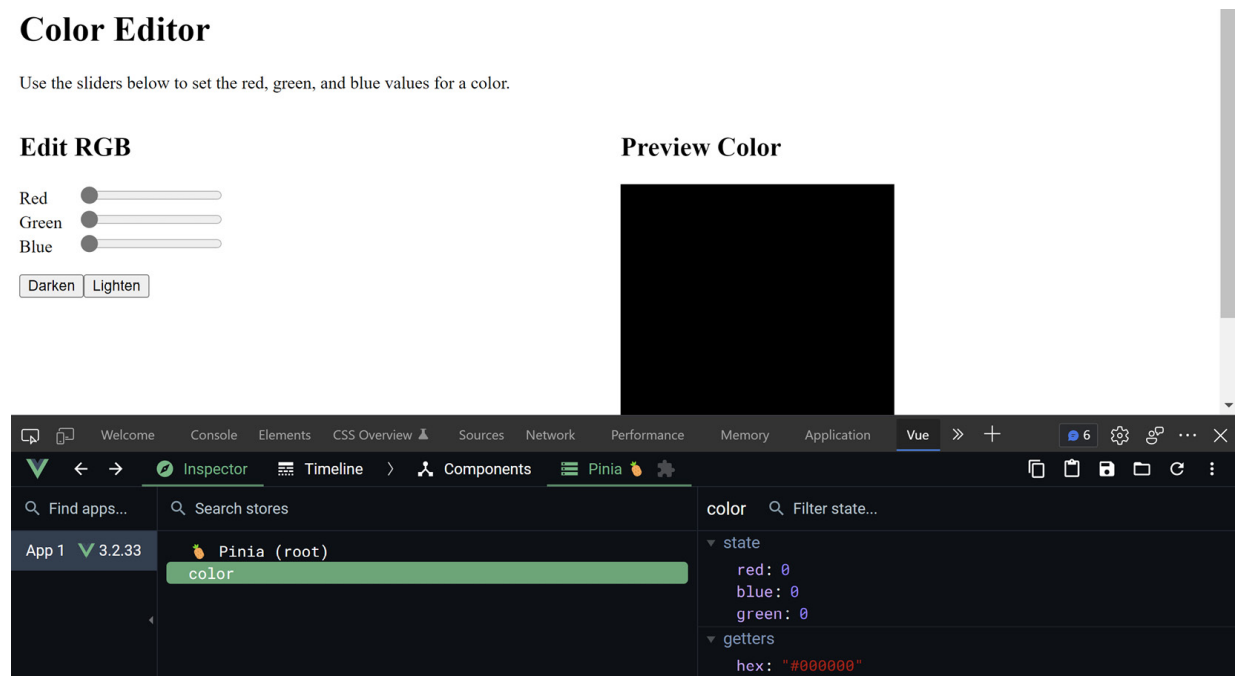 Color Editor
Use the sliders below to set the red, green, and blue values for a color.
Edit RGB
Red
Green
Blue
Darken Lighten
Preview Color
Welcome Console Elements CSS Overview Sources Network Performance Memory Application Vue 6
Inspector Timeline Components Pinia
Find apps... Search stores color Filter state...
App 1 3.2.33
Pinia (root)
color
state
red: 0
blue: 0
green: 0
getters
hex: "#000000"